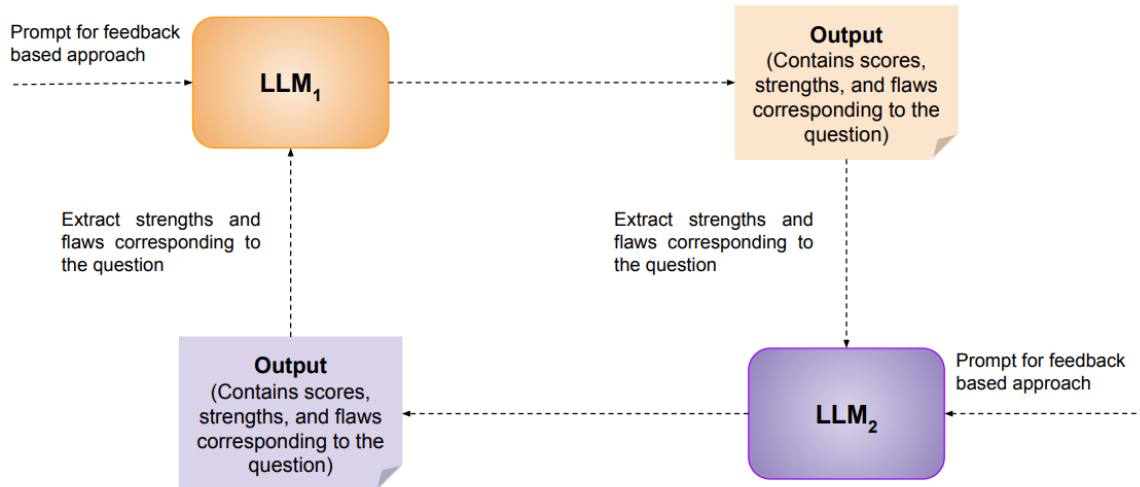 Prompt for feedback
based approach
LLM1
Output
(Contains scores,
strengths, and flaws
corresponding to the
question)
Extract strengths and
flaws corresponding to
the question
Extract strengths and
flaws corresponding to
the question
Output
(Contains scores,
strengths, and flaws
corresponding to the
question)
LLM2
Prompt for feedback
based approach